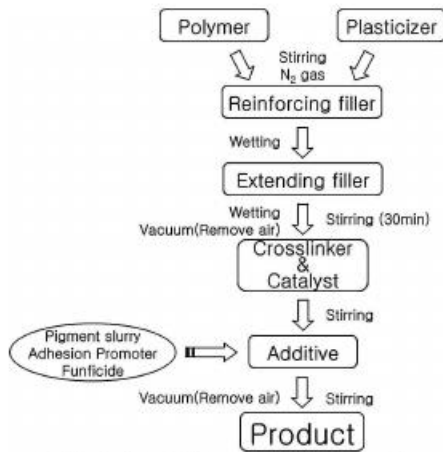 Polymer
Plasticizer
Stirring
N₂ gas
Reinforcing filler
Wetting
Extending filler
Wetting
Vacuum(Remove air)
Stirring (30min)
Crosslinker
&
Catalyst
Stirring
Pigment slurry
Adhesion Promoter
Funficide
Additive
Vacuum(Remove air)
Stirring
Product